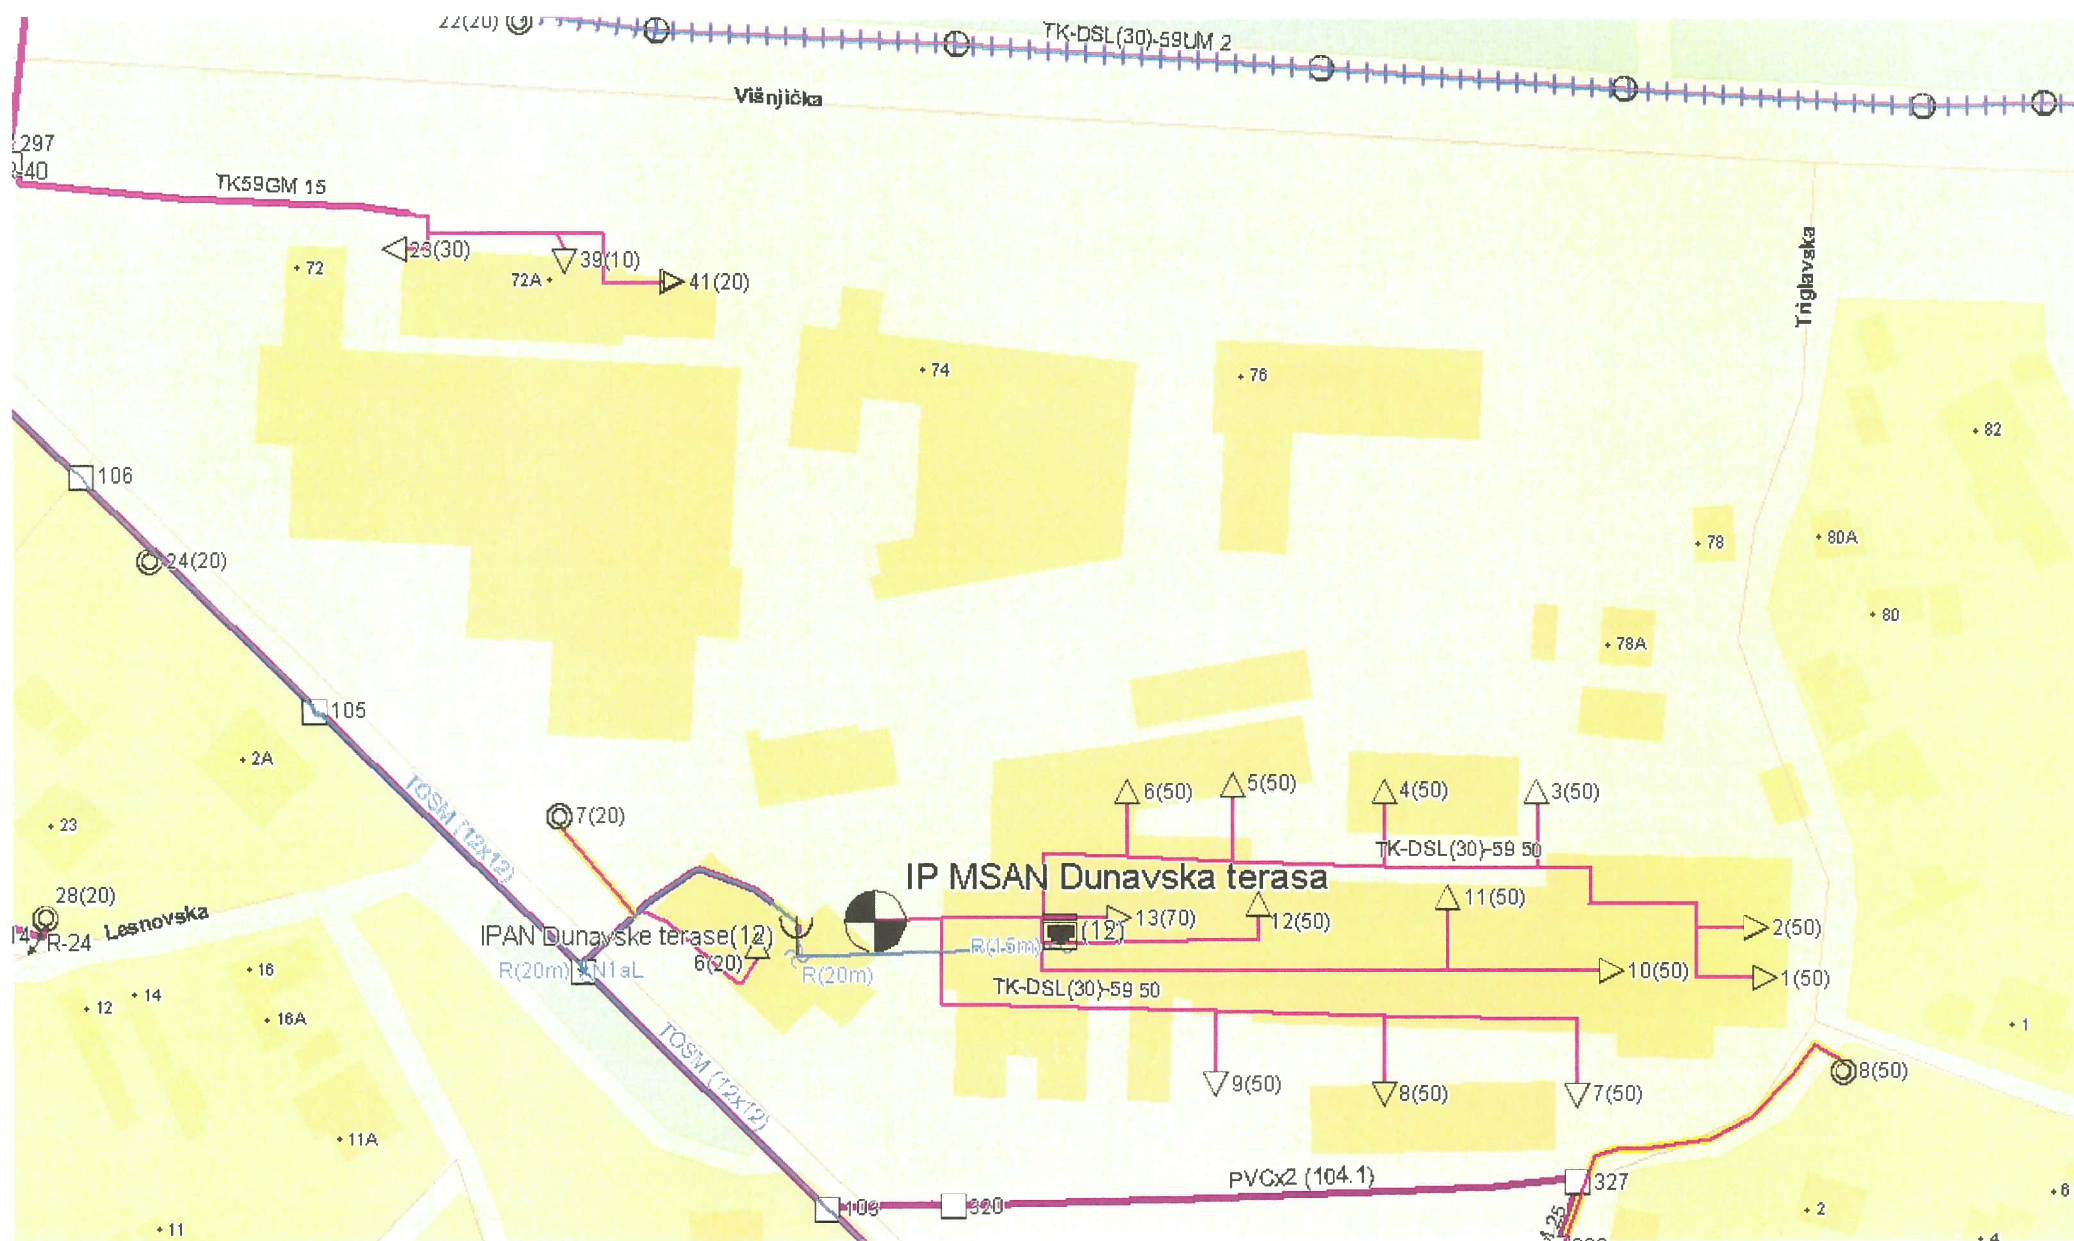 22(20)
TK-DSL(30)-59UM 2
Višnjička
297
TK59GM 15
23(30)
39(10)
72
72A
41(20)
Triglavska
74
76
82
106
24(20)
78
80A
80
78A
105
2A
TOSM (12x12)
6(50)
5(50)
4(50)
3(50)
7(20)
23
TK-DSL(30)-59 50
IP MSAN Dunavska terasa
28(20)
Lesnovska
R-24
11(50)
13(70)
12(50)
2(50)
IPAN Dunavske terase(12)
(12)
R(15m)
6(20)
R(20m)
N1aL
R(20m)
10(50)
1(50)
TK-DSL(30)-59 50
16
14
12
16A
1
TOSM (12x12)
9(50)
8(50)
7(50)
8(50)
11A
PVCx2 (104.1)
327
6
103
320
2
11
4